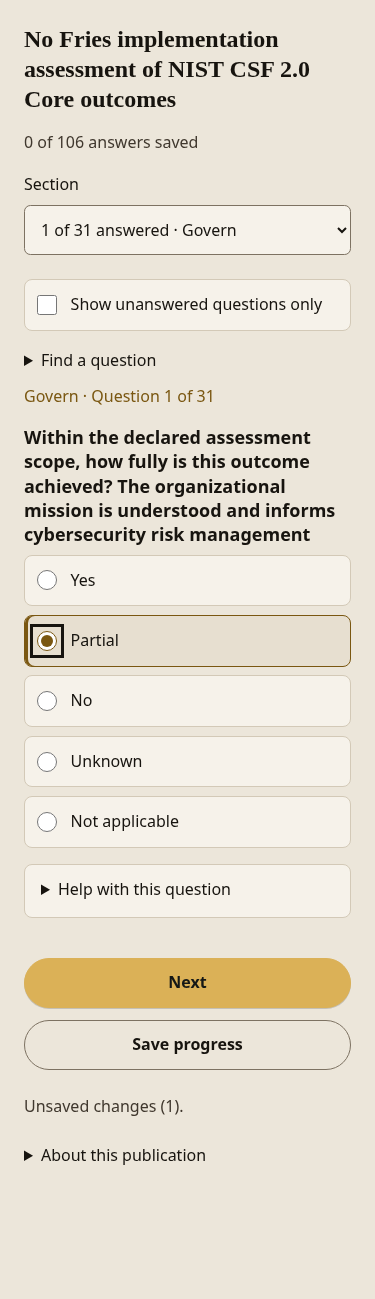 No Fries implementation
assessment of NIST CSF 2.0
Core outcomes
0 of 106 answers saved
Section
1 of 31 answered · Govern
Show unanswered questions only
Find a question
Govern · Question 1 of 31
Within the declared assessment
scope, how fully is this outcome
achieved? The organizational
mission is understood and informs
cybersecurity risk management
Yes
Partial
No
Unknown
Not applicable
Help with this question
Next
Save progress
Unsaved changes (1).
About this publication